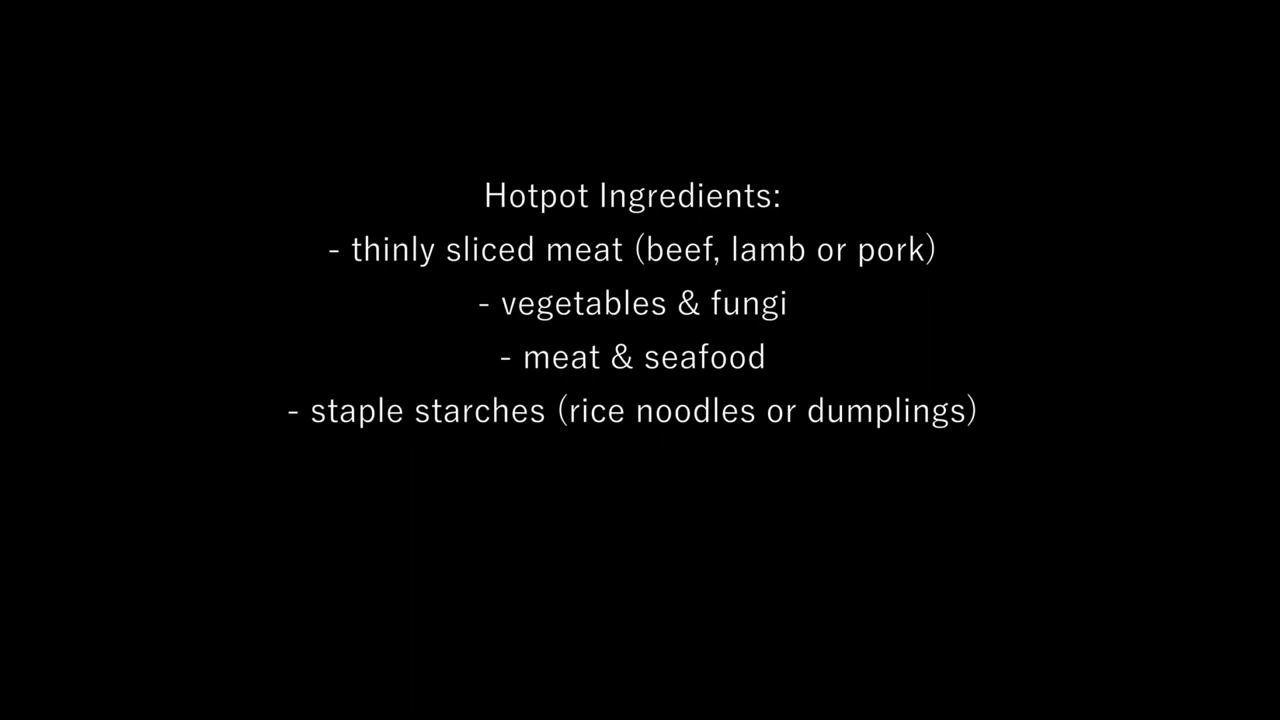 Hotpot Ingredients:
- thinly sliced meat (beef, lamb or pork)
- vegetables & fungi
- meat & seafood
- staple starches (rice noodles or dumplings)